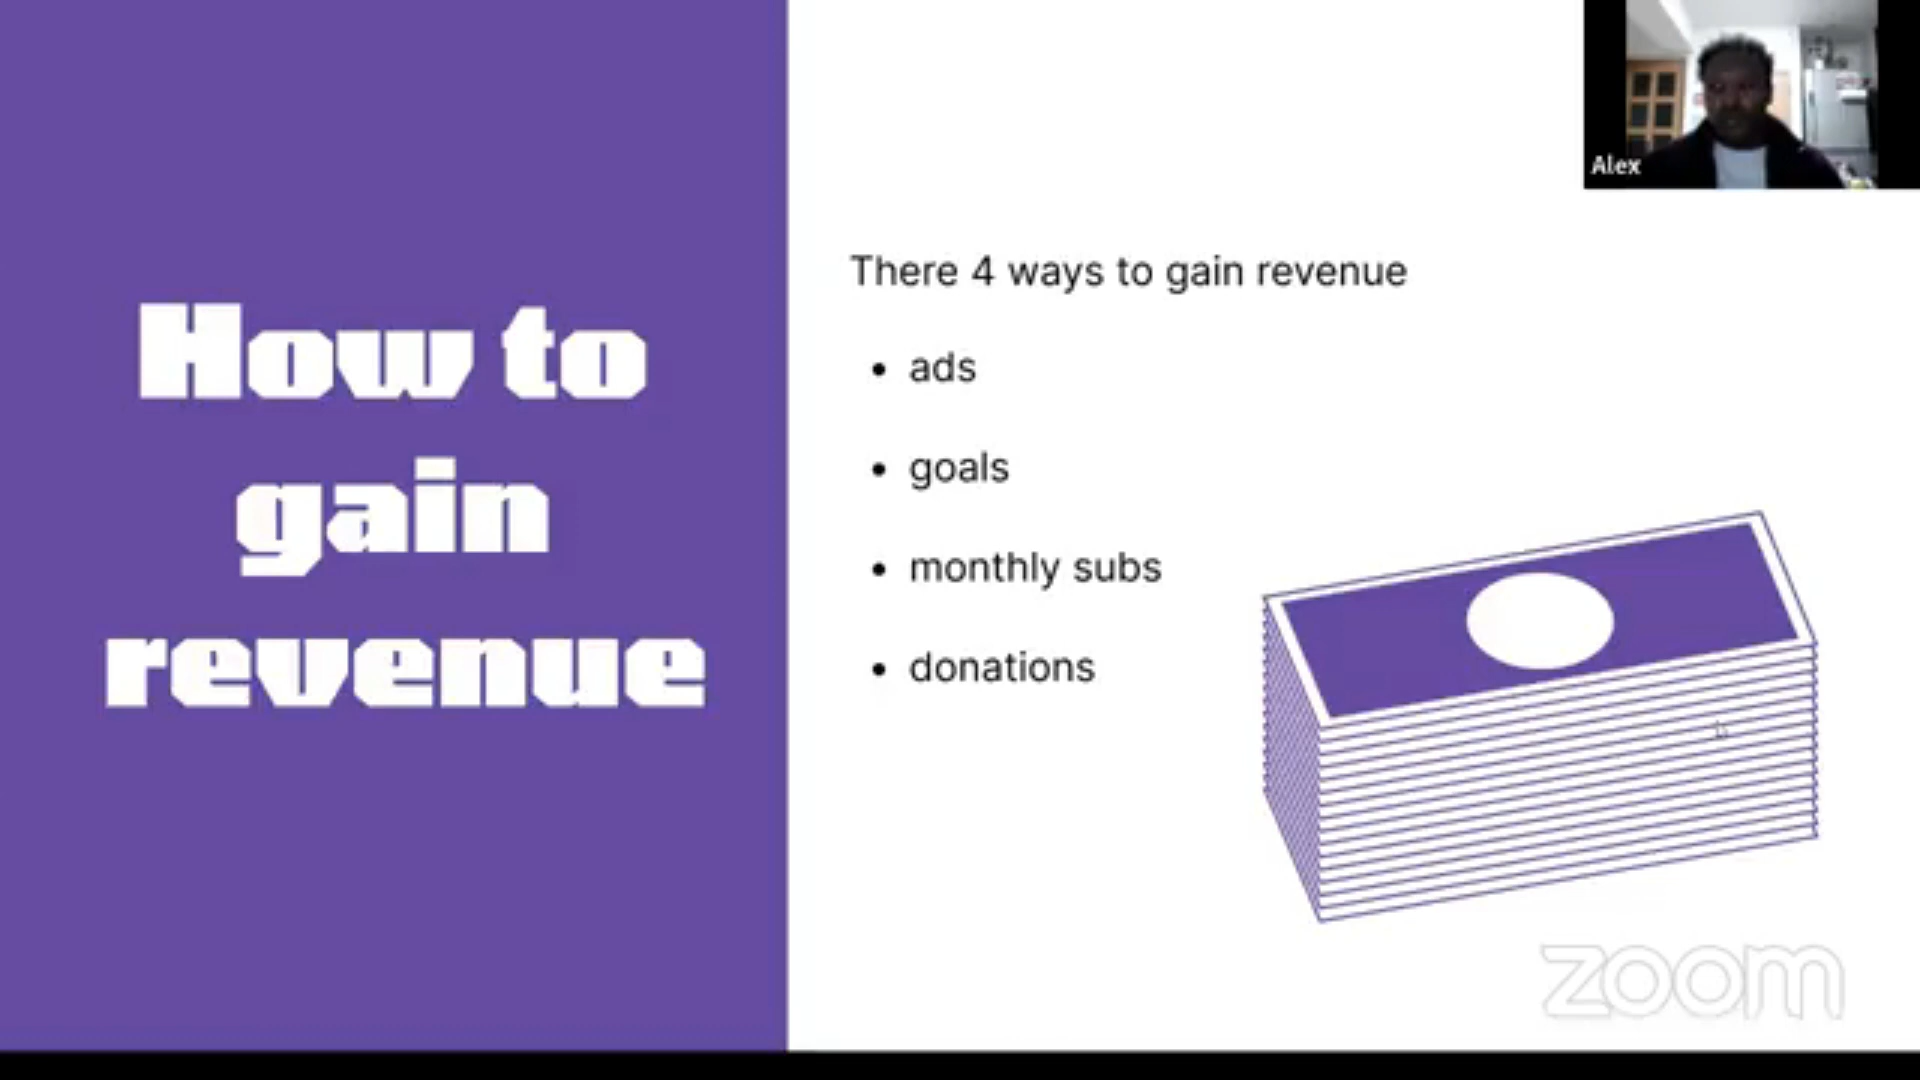 Alex
How to
gain
revenue
There 4 ways to gain revenue
• ads
• goals
• monthly subs
• donations
zoom